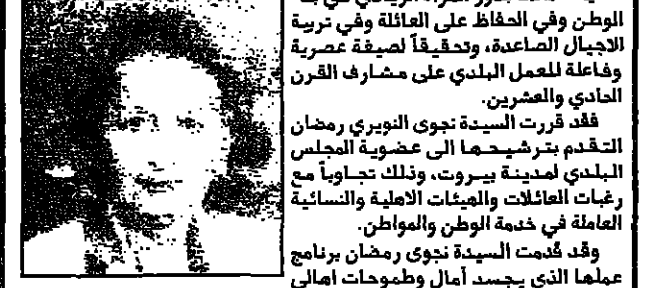 الوطن وفي الحفاظ على العائلة وفي تربية
الاجيال الصاعدة، وتحقيقاً لصيغة عصرية
وفاعلة للعمل البلدي على مشارف القرن
الحادي والعشرين.
فقد قررت السيدة نجوى النويري رمضان
التقدم بترشيحها الى عضوية المجلس
البلدي لمدينة بيروت، وذلك تجاوباً مع
رغبات العائلات والهيئات الاهلية والنسائية
العاملة في خدمة الوطن والمواطن.
وقد قدمت السيدة نجوى رمضان برنامج
عملها الذي يجسد آمال وطموحات اهالي